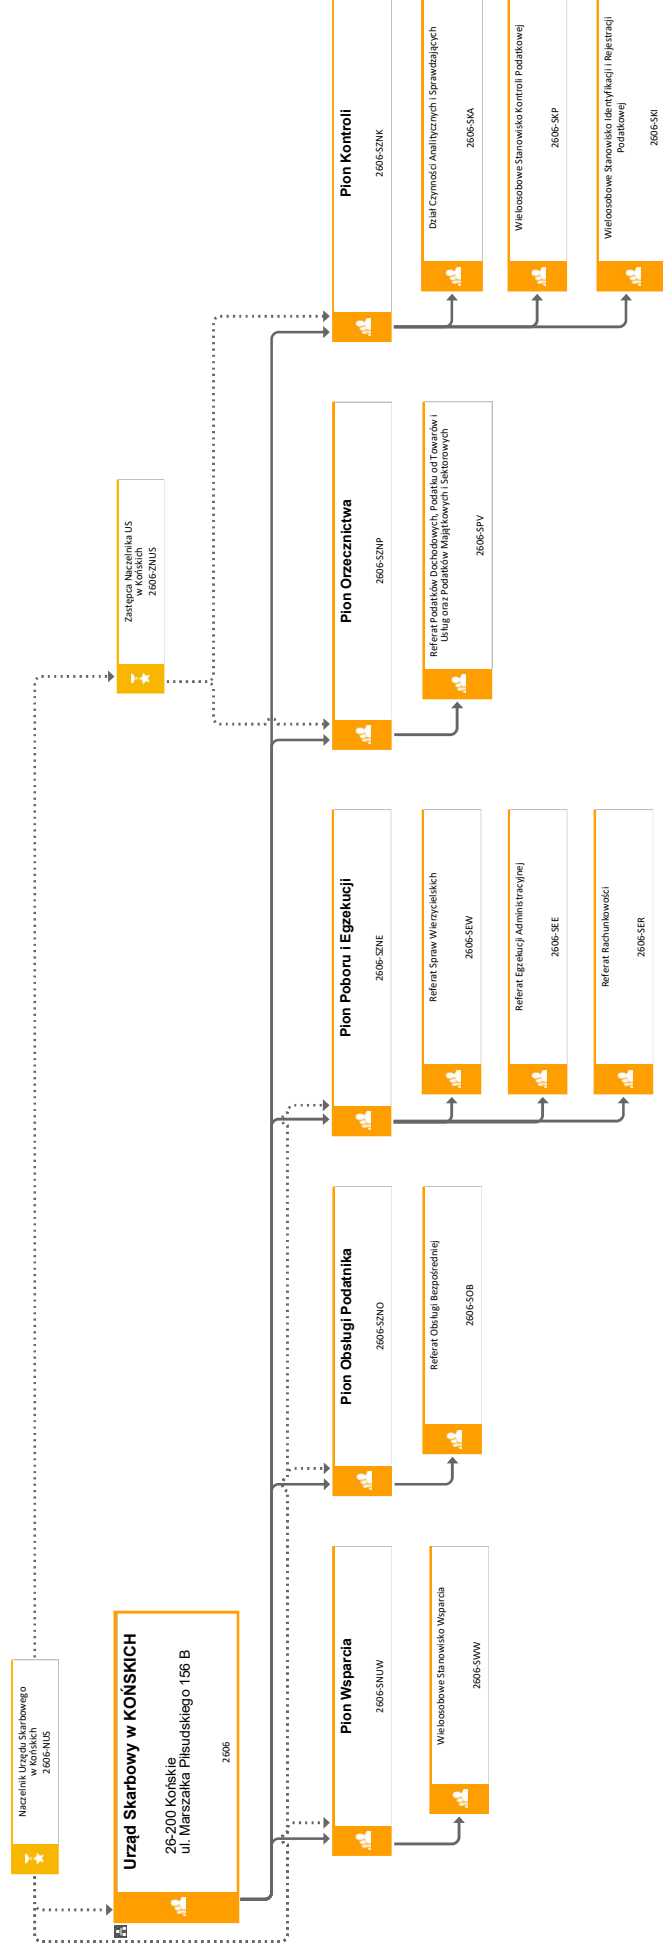 Naczelnik Urzędu Skarbowego
w Końskich
2606-NUS
Zastępca Naczelnika US
w Końskich
2606-ZNUS
Urząd Skarbowy w KOŃSKICH
26-200 Końskie
ul. Marszałka Piłsudskiego 156 B
2606
Pion Wsparcia
2606-SNUW
Wieloosobowe Stanowisko Wsparcia
2606-SWW
Pion Obsługi Podatnika
2606-SZNO
Referat Obsługi Bezpośredniej
2606-SOB
Pion Poboru i Egzekucji
2606-SZNE
Referat Spraw Wierzycielskich
2606-SEW
Referat Egzekucji Administracyjnej
2606-SEE
Referat Rachunkowości
2606-SER
Pion Orzecznictwa
2606-SZNP
Referat Podatków Dochodowych, Podatku od Towarów i
Usług oraz Podatków Majątkowych i Sektorowych
2606-SPV
Pion Kontroli
2606-SZNK
Dział Czynności Analitycznych i Sprawdzających
2606-SKA
Wieloosobowe Stanowisko Kontroli Podatkowej
2606-SKP
Wieloosobowe Stanowisko Identyfikacji i Rejestracji
Podatkowej
2606-SKI